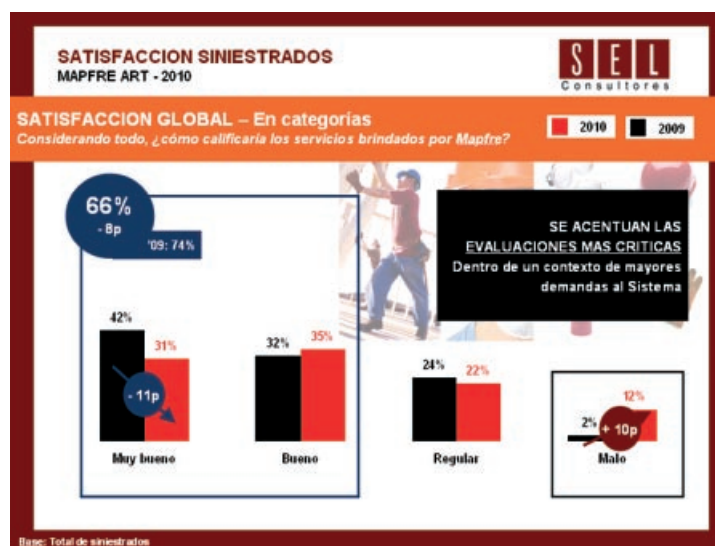 SATISFACCION SINIESTRADOS
MAPFRE ART - 2010
SEL
Consultores
SATISFACCION GLOBAL – En categorías
Considerando todo, ¿cómo calificaría los servicios brindados por Mapfre?
2010
2009
66%
- 8p
'09: 74%
SE ACENTUAN LAS
EVALUACIONES MAS CRITICAS
Dentro de un contexto de mayores
demandas al Sistema
42%
31%
- 11p
32%
35%
24%
22%
2%
12%
+ 10p
Muy bueno
Bueno
Regular
Malo
Base: Total de siniestrados